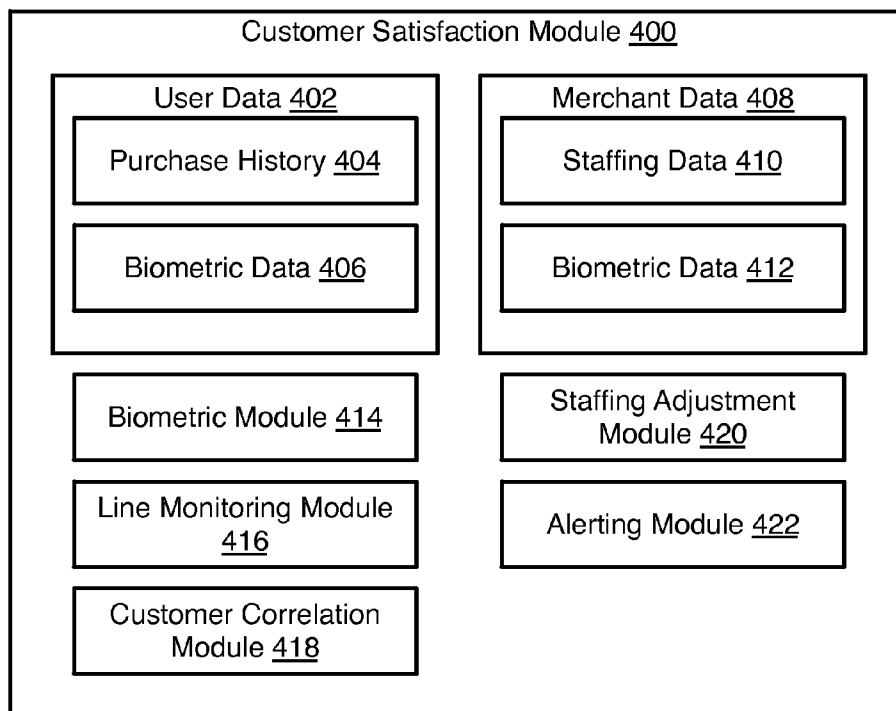 Customer Satisfaction Module 400
User Data 402
Purchase History 404
Biometric Data 406
Merchant Data 408
Staffing Data 410
Biometric Data 412
Biometric Module 414
Line Monitoring Module
416
Customer Correlation
Module 418
Staffing Adjustment
Module 420
Alerting Module 422